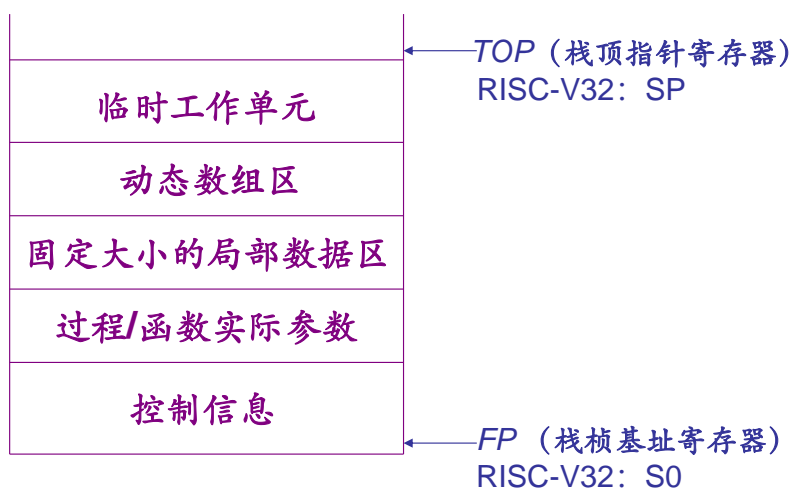 TOP（栈顶指针寄存器）
RISC-V32：SP
临时工作单元
动态数组区
固定大小的局部数据区
过程/函数实际参数
控制信息
FP （栈桢基址寄存器）
RISC-V32：S0